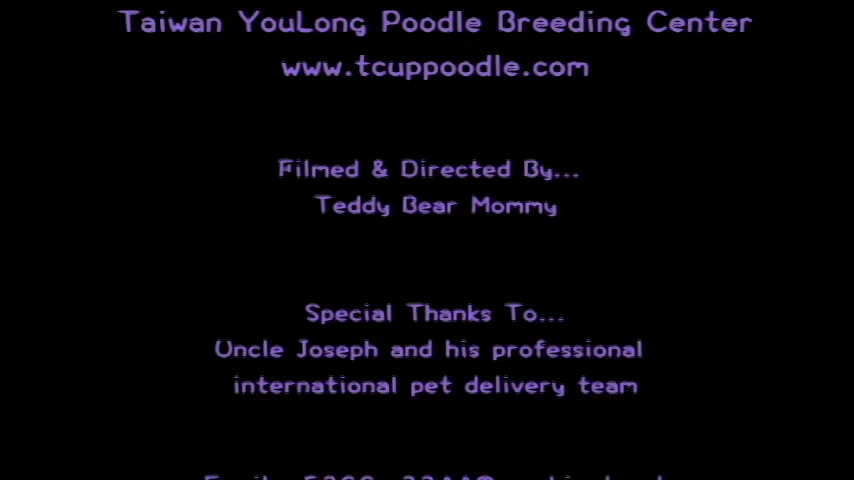 Taiwan YouLong Poodle Breeding Center
www.tcuppoodle.com
Filmed & Directed By...
Teddy Bear Mommy
Special Thanks To...
Uncle Joseph and his professional
international pet delivery team